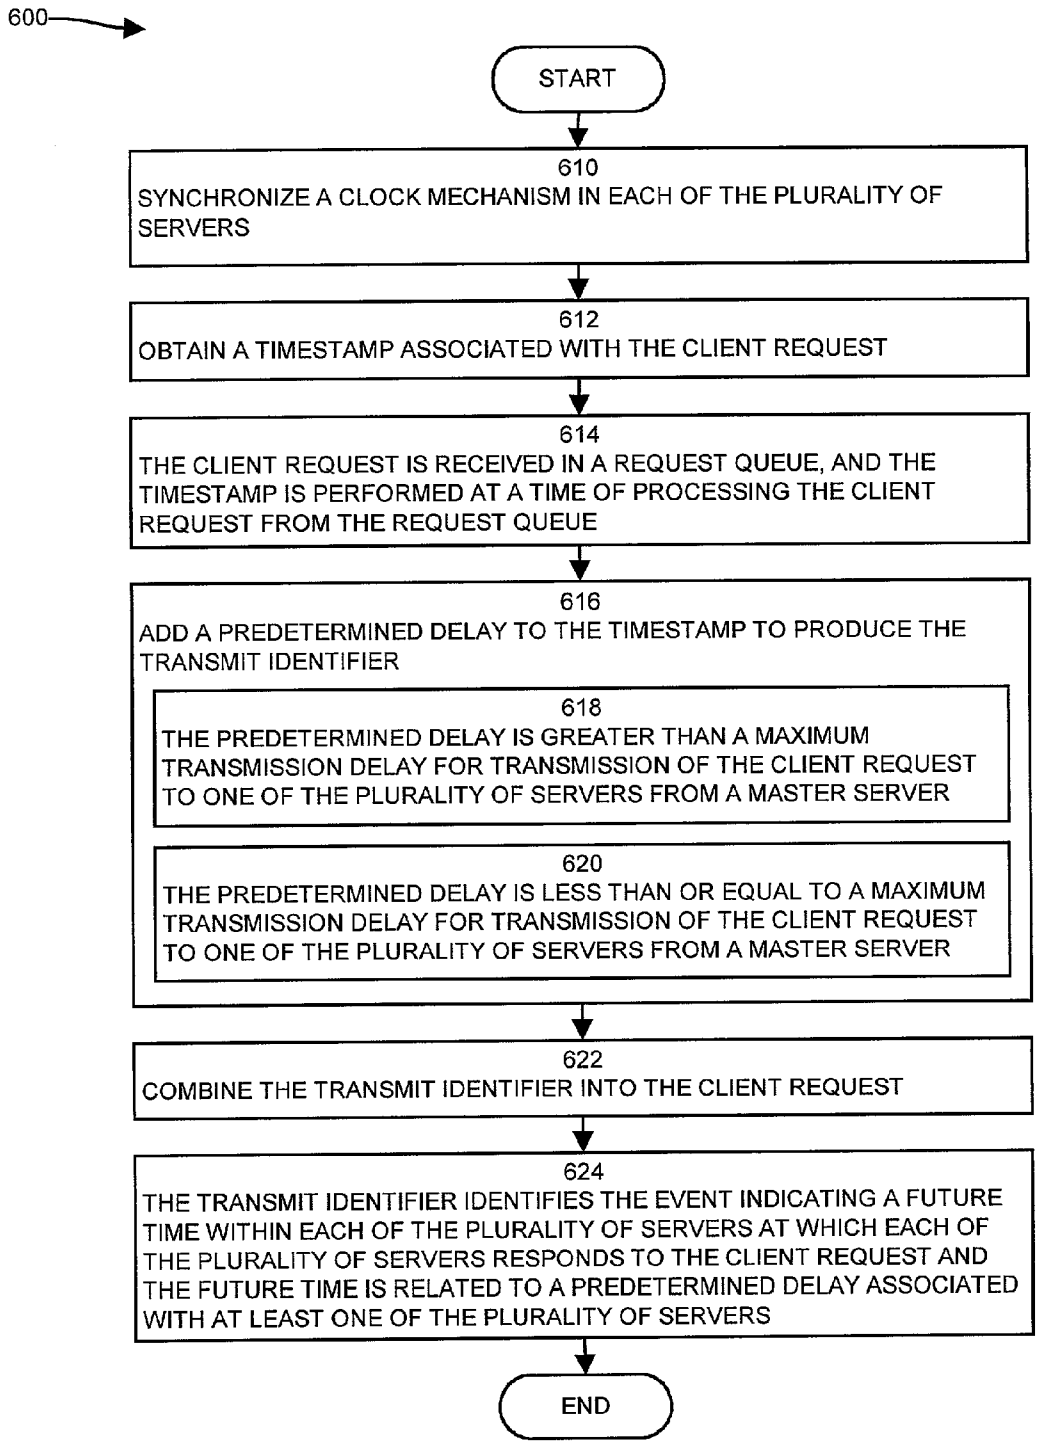 600
START
610
SYNCHRONIZE A CLOCK MECHANISM IN EACH OF THE PLURALITY OF
SERVERS
612
OBTAIN A TIMESTAMP ASSOCIATED WITH THE CLIENT REQUEST
614
THE CLIENT REQUEST IS RECEIVED IN A REQUEST QUEUE, AND THE
TIMESTAMP IS PERFORMED AT A TIME OF PROCESSING THE CLIENT
REQUEST FROM THE REQUEST QUEUE
616
ADD A PREDETERMINED DELAY TO THE TIMESTAMP TO PRODUCE THE
TRANSMIT IDENTIFIER
618
THE PREDETERMINED DELAY IS GREATER THAN A MAXIMUM
TRANSMISSION DELAY FOR TRANSMISSION OF THE CLIENT REQUEST
TO ONE OF THE PLURALITY OF SERVERS FROM A MASTER SERVER
620
THE PREDETERMINED DELAY IS LESS THAN OR EQUAL TO A MAXIMUM
TRANSMISSION DELAY FOR TRANSMISSION OF THE CLIENT REQUEST
TO ONE OF THE PLURALITY OF SERVERS FROM A MASTER SERVER
622
COMBINE THE TRANSMIT IDENTIFIER INTO THE CLIENT REQUEST
624
THE TRANSMIT IDENTIFIER IDENTIFIES THE EVENT INDICATING A FUTURE
TIME WITHIN EACH OF THE PLURALITY OF SERVERS AT WHICH EACH OF
THE PLURALITY OF SERVERS RESPONDS TO THE CLIENT REQUEST AND
THE FUTURE TIME IS RELATED TO A PREDETERMINED DELAY ASSOCIATED
WITH AT LEAST ONE OF THE PLURALITY OF SERVERS
END